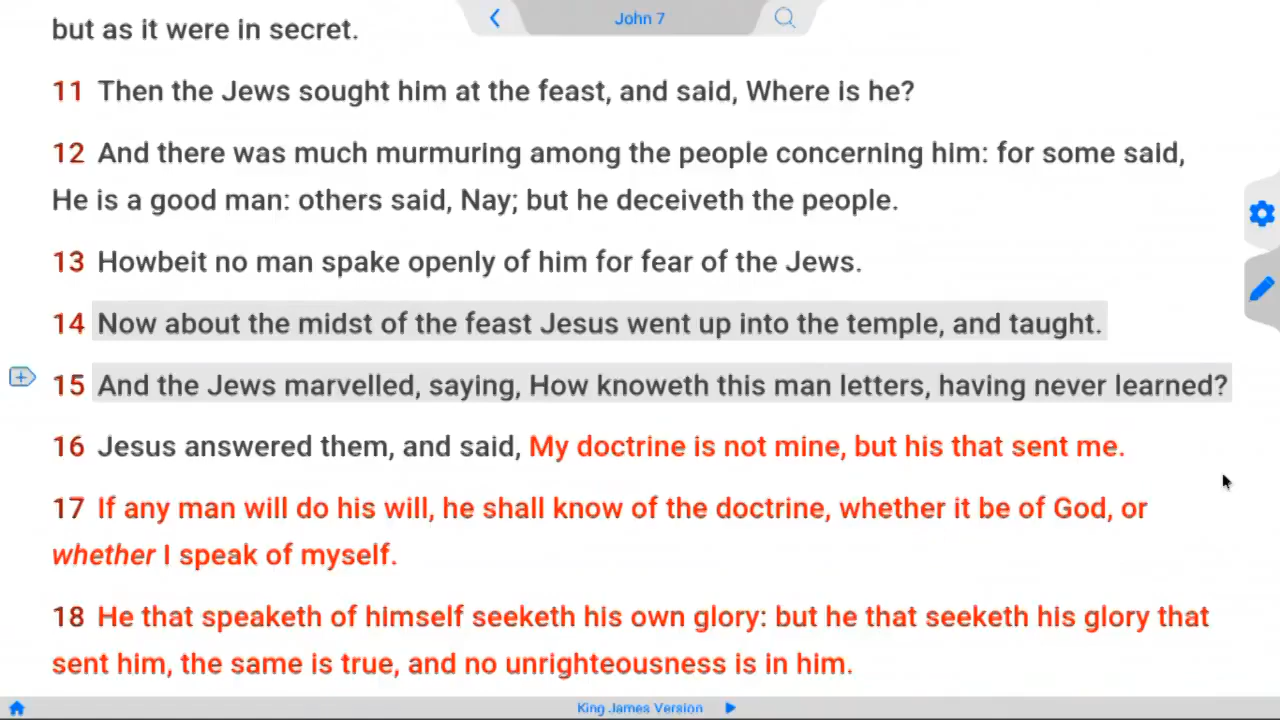 John 7
but as it were in secret.
11 Then the Jews sought him at the feast, and said, Where is he?
12 And there was much murmuring among the people concerning him: for some said,
He is a good man: others said, Nay; but he deceiveth the people.
13 Howbeit no man spake openly of him for fear of the Jews.
14 Now about the midst of the feast Jesus went up into the temple, and taught.
15 And the Jews marvelled, saying, How knoweth this man letters, having never learned?
16 Jesus answered them, and said, My doctrine is not mine, but his that sent me.
17 If any man will do his will, he shall know of the doctrine, whether it be of God, or
whether I speak of myself.
18 He that speaketh of himself seeketh his own glory: but he that seeketh his glory that
sent him, the same is true, and no unrighteousness is in him.
King James Version